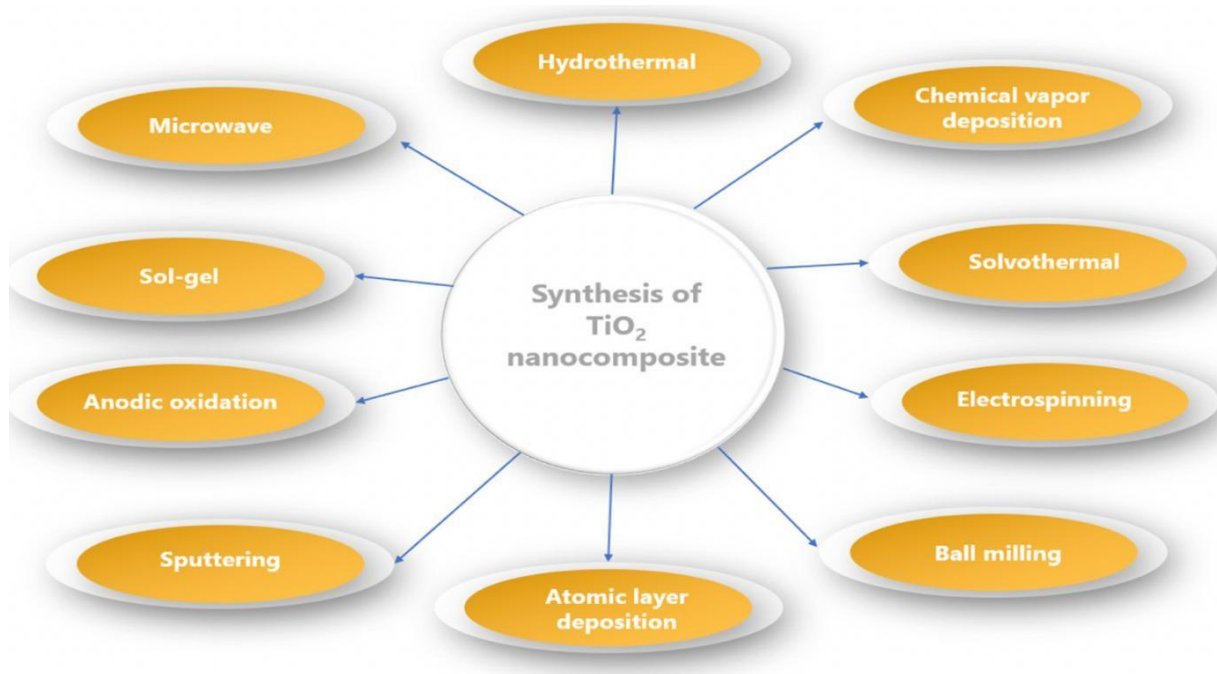 Hydrothermal
Chemical vapor
deposition
Microwave
Solvothermal
Sol-gel
Synthesis of
TiO₂
nanocomposite
Electrospinning
Anodic oxidation
Ball milling
Sputtering
Atomic layer
deposition